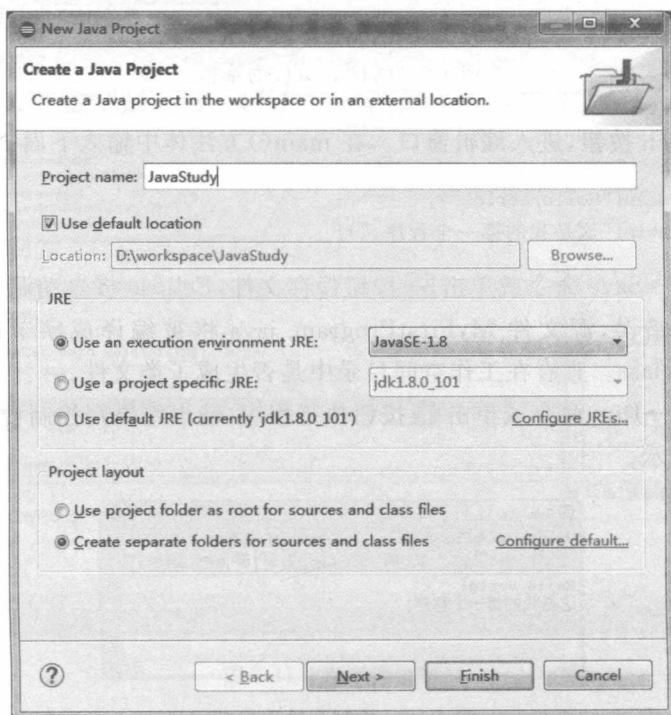 New Java Project
Create a Java Project
Create a Java project in the workspace or in an external location.
Project name: JavaStudy
Use default location
Location: D:\workspace\JavaStudy Browse...
JRE
Use an execution environment JRE: JavaSE-1.8
Use a project specific JRE: jdk1.8.0_101
Use default JRE (currently 'jdk1.8.0_101') Configure JREs...
Project layout
Use project folder as root for sources and class files
Create separate folders for sources and class files Configure default...
< Back Next > Finish Cancel